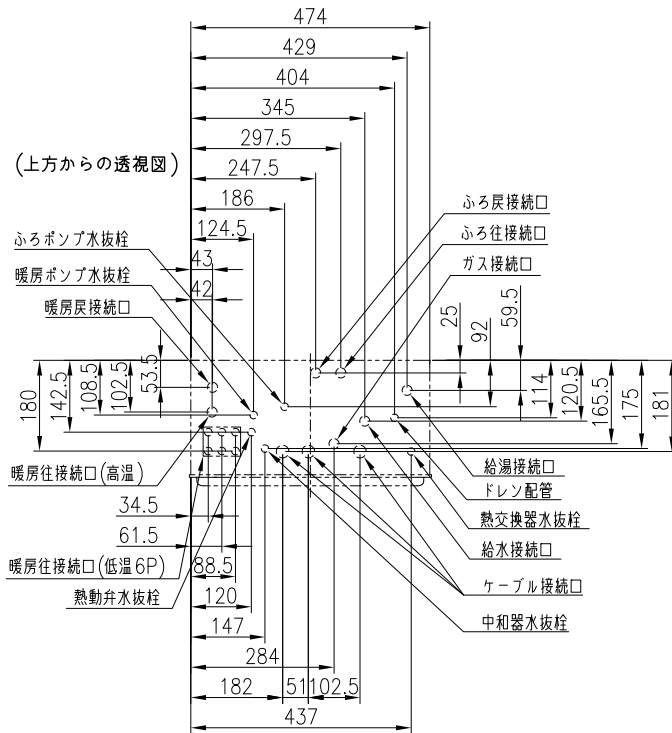 474
429
404
345
297.5
(上方からの透視図)
247.5
186
ふろ戻接続口
ふろポンプ水抜栓
124.5
ふろ往接続口
暖房ポンプ水抜栓
43
ガス接続口
暖房戻接続口
42
25
92
59.5
180
142.5
108.5
102.5
53.5
114
120.5
165.5
175
181
暖房往接続口(高温)
給湯接続口
ドレン配管
34.5
熱交換器水抜栓
61.5
給水接続口
暖房往接続口(低温6P)
88.5
熱動弁水抜栓
ケーブル接続口
120
147
中和器水抜栓
284
182
51
102.5
437